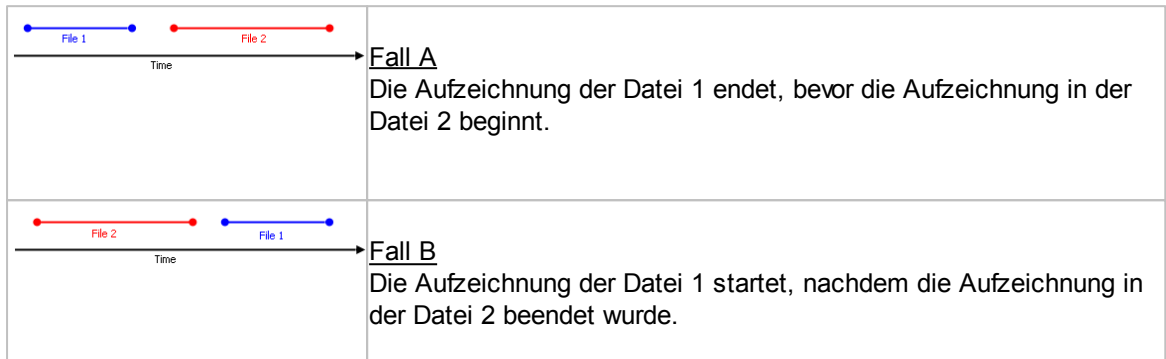 File 1
File 2
Time
Fall A
Die Aufzeichnung der Datei 1 endet, bevor die Aufzeichnung in der
Datei 2 beginnt.
File 2
File 1
Time
Fall B
Die Aufzeichnung der Datei 1 startet, nachdem die Aufzeichnung in
der Datei 2 beendet wurde.